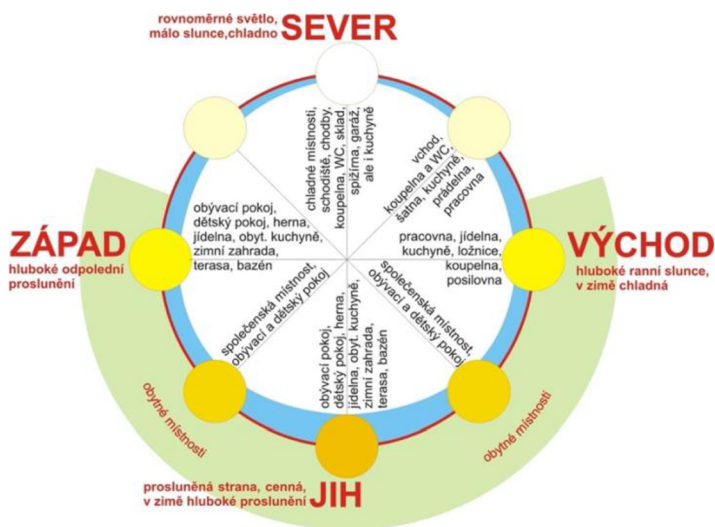 rovnoměrné světlo,
málo slunce,chladno
SEVER
chladné místnosti,
schodiště, chodby,
koupelna, WC, sklad,
spižírna, garáž,
ale i kuchyně
vchod,
koupelna a WC,
šatna, kuchyně,
prádelna,
pracovna
obývací pokoj,
dětský pokoj, herna,
jídelna, obyt. kuchyně,
zimní zahrada,
terasa, bazén
pracovna, jídelna,
kuchyně, ložnice,
koupelna,
posilovna
ZÁPAD
hluboké odpolední
proslunění
VÝCHOD
hluboké ranní slunce,
v zimě chladná
společenská místnost,
obývací a dětský pokoj
obývací pokoj,
dětský pokoj, herna,
jídelna, obyt. kuchyně,
zimní zahrada,
terasa, bazén
společenská místnost,
obývací a dětský pokoj
obytné místnosti
obytné místnosti
prosluněná strana, cenná,
v zimě hluboké proslunění
JIH